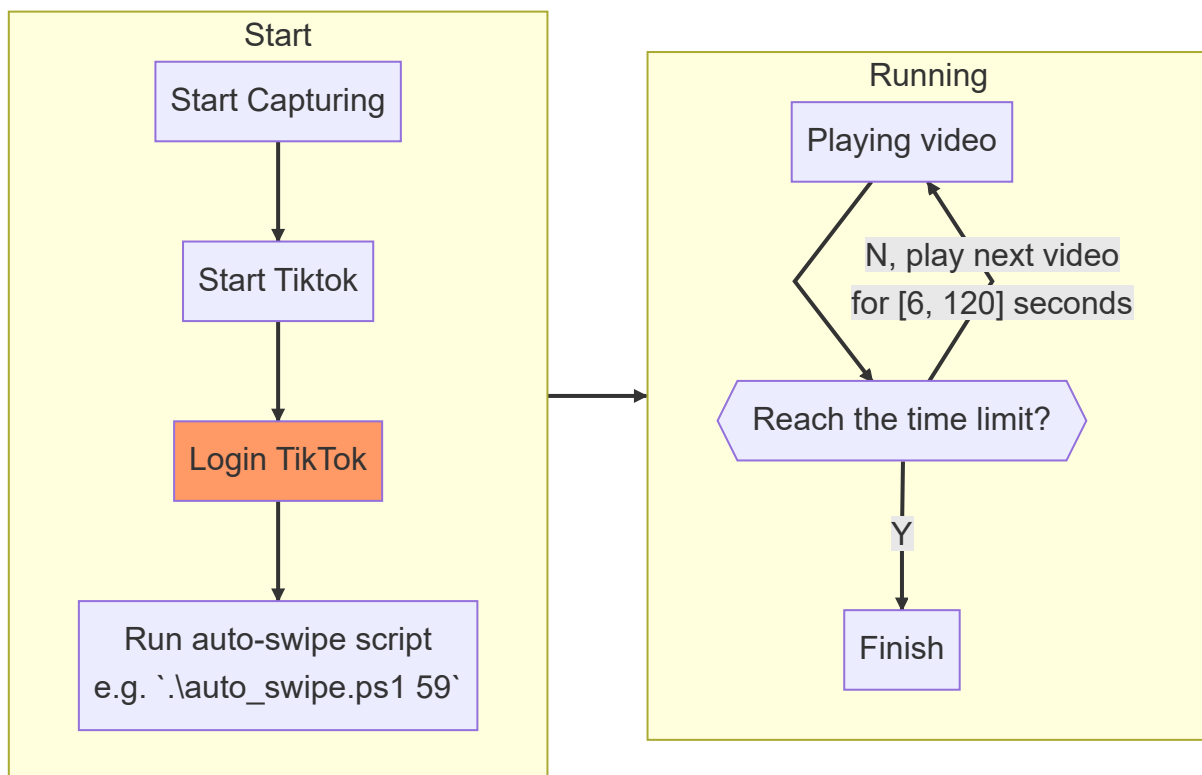 Start
Start Capturing
Start Tiktok
Login TikTok
Run auto-swipe script
e.g. `.\auto_swipe.ps1 59`
Running
Playing video
N, play next video
for [6, 120] seconds
Reach the time limit?
Y
Finish